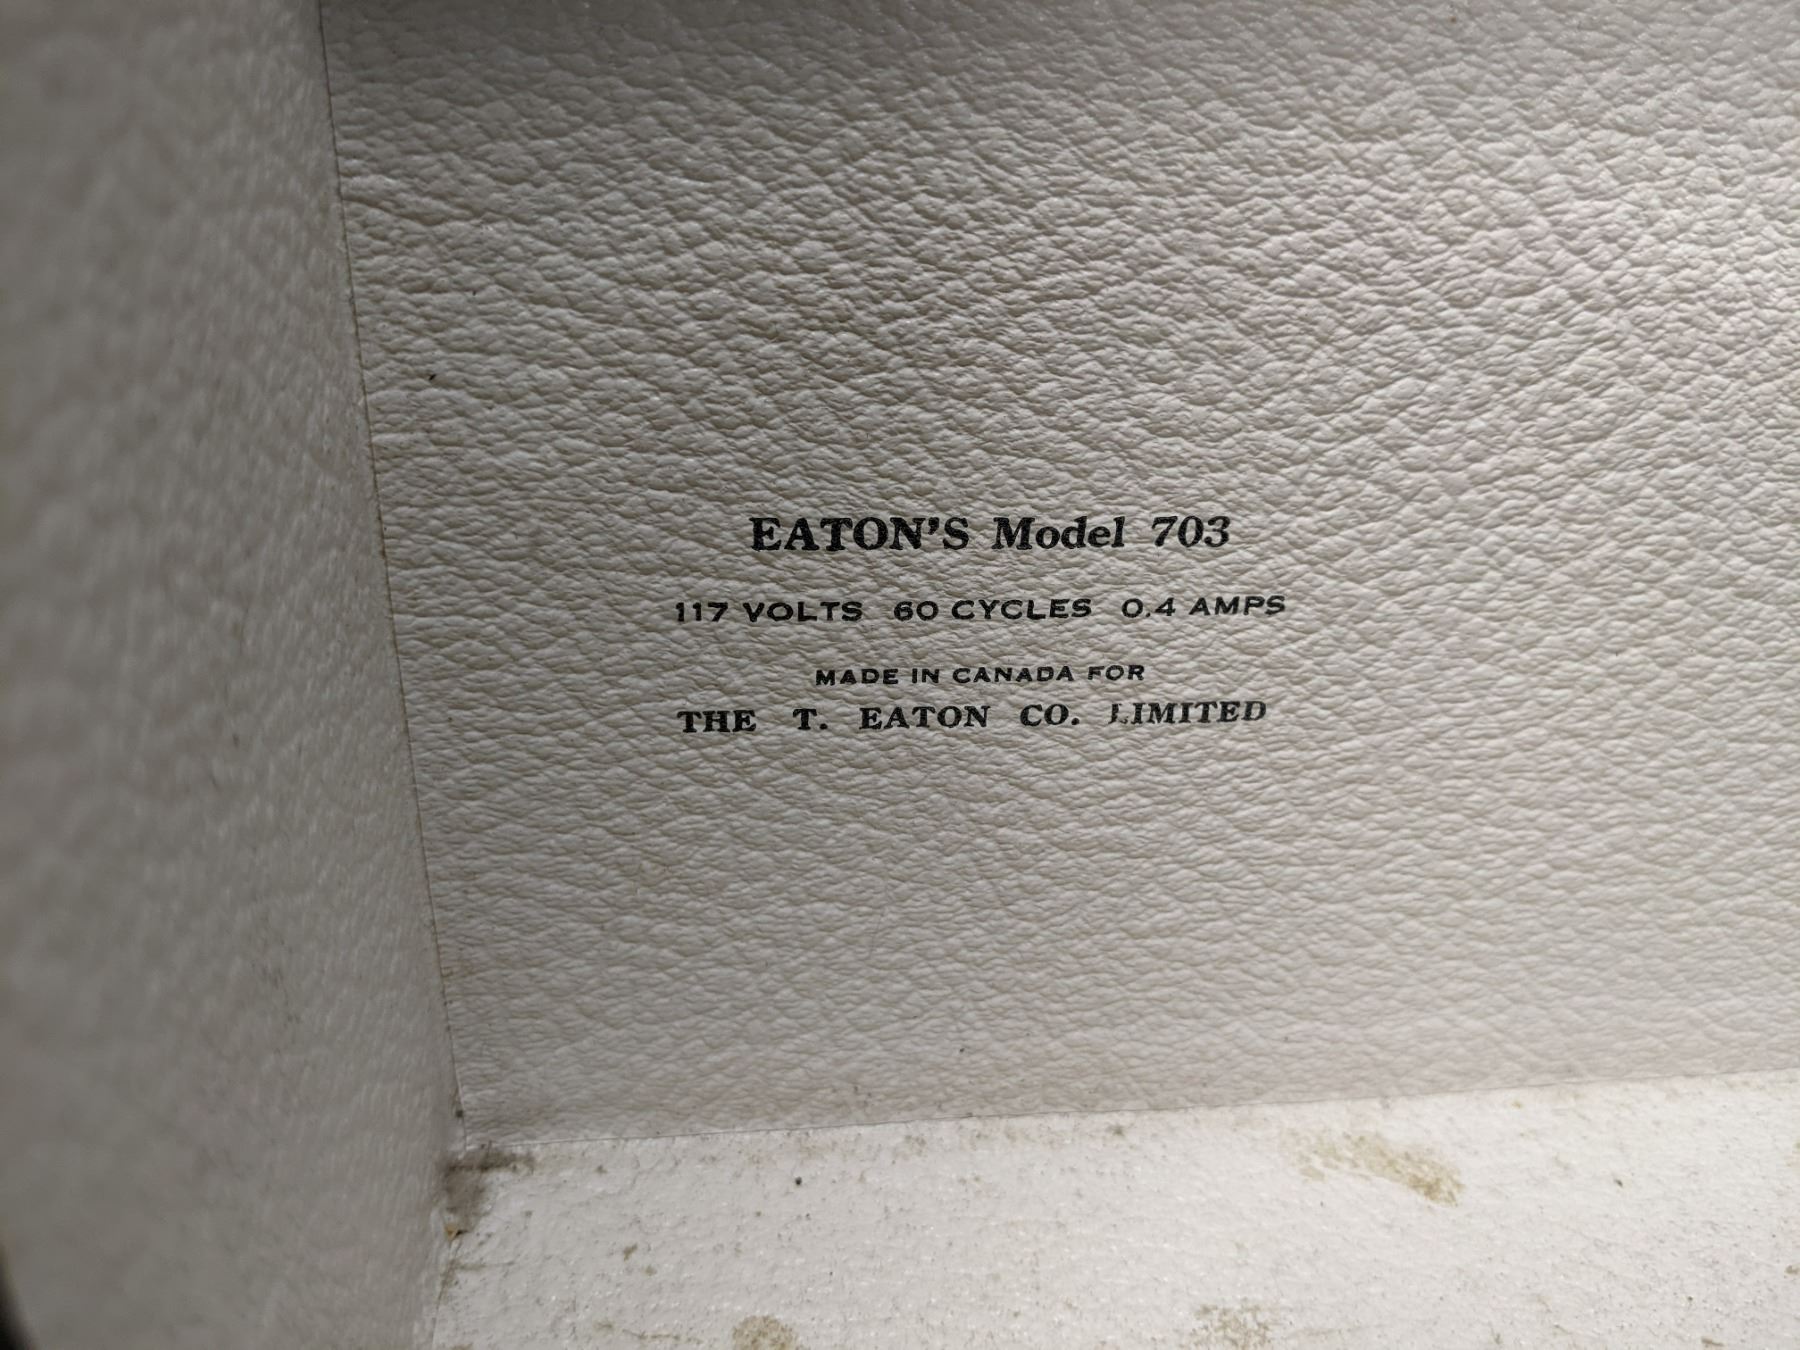 EATON'S Model 703
117 VOLTS 60 CYCLES 0.4 AMPS
MADE IN CANADA FOR
THE T. EATON CO. LIMITED